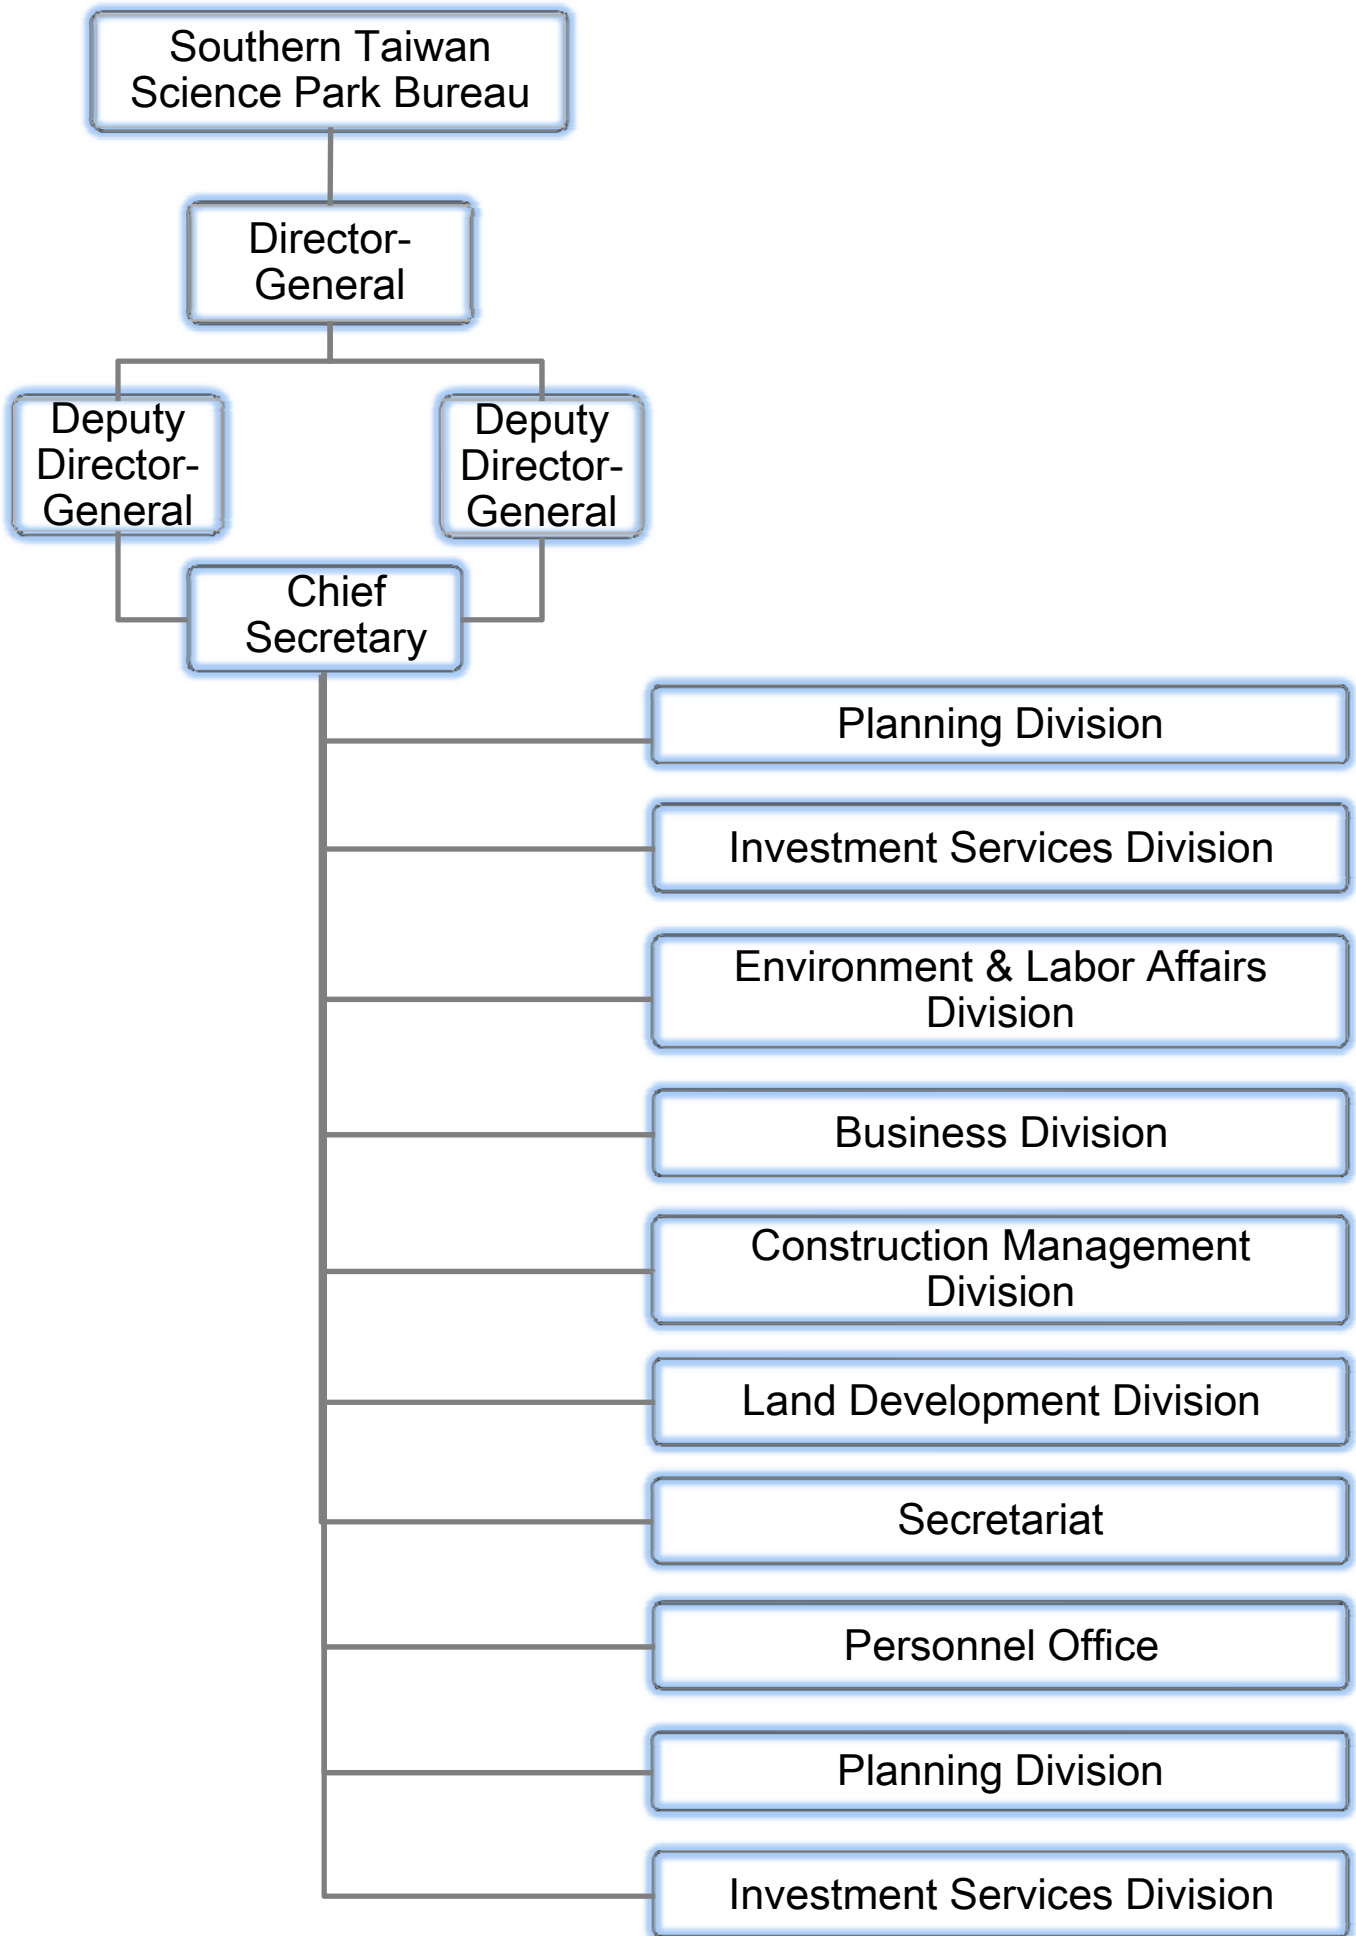 Southern Taiwan
Science Park Bureau
Director-
General
Deputy
Director-
General
Deputy
Director-
General
Chief
Secretary
Planning Division
Investment Services Division
Environment & Labor Affairs
Division
Business Division
Construction Management
Division
Land Development Division
Secretariat
Personnel Office
Planning Division
Investment Services Division